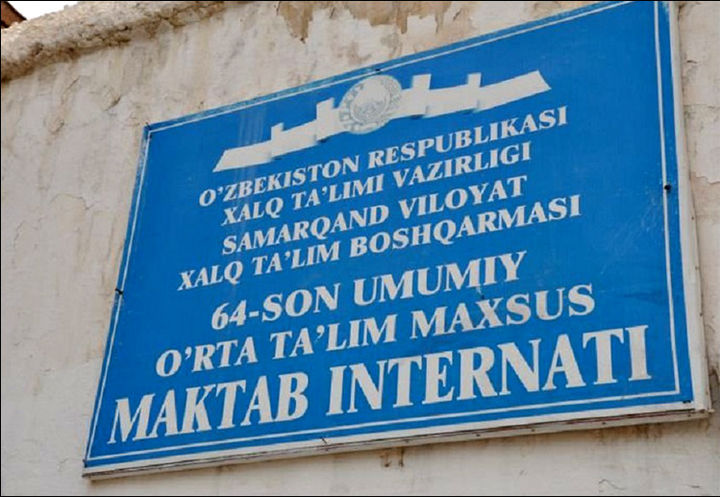 O'ZBEKISTON RESPUBLIKASI
XALQ TA'LIMI VAZIRLIGI
SAMARQAND VILOYAT
XALQ TA'LIM BOSHQARMASI
64-SON UMUMIY
O'RTA TA'LIM MAXSUS
MAKTAB INTERNATI